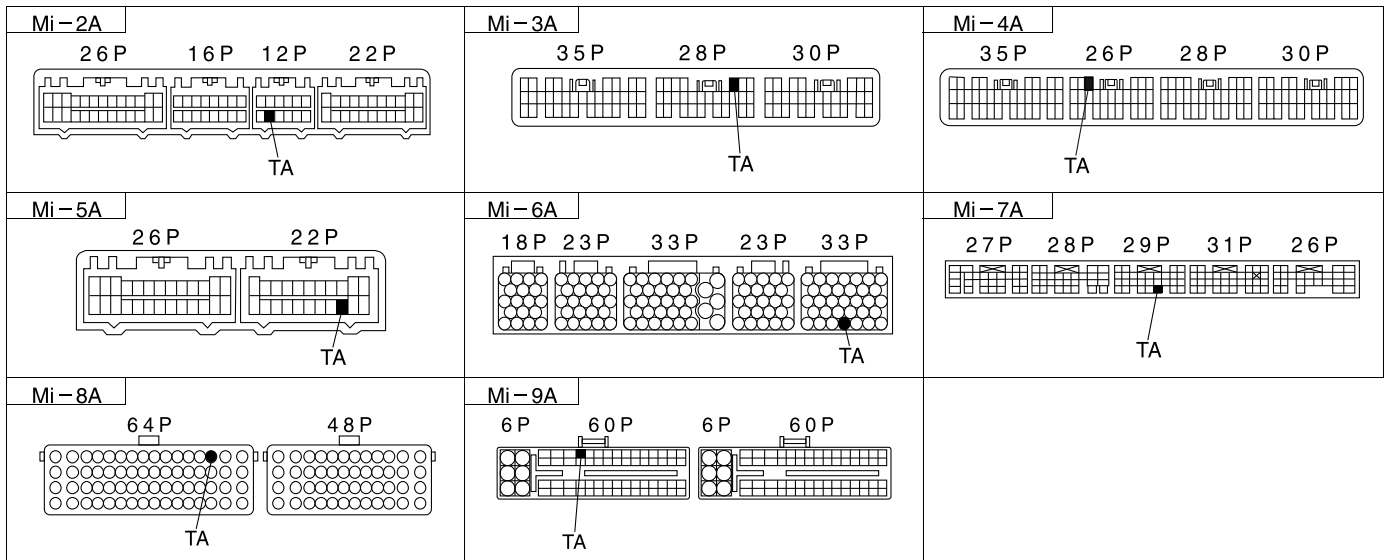 Mi-2A
26P 16P 12P 22P
TA
Mi-3A
35P 28P 30P
TA
Mi-4A
35P 26P 28P 30P
TA
Mi-5A
26P 22P
TA
Mi-6A
18P 23P 33P 23P 33P
TA
Mi-7A
27P 28P 29P 31P 26P
TA
Mi-8A
64P 48P
TA
Mi-9A
6P 60P 6P 60P
TA